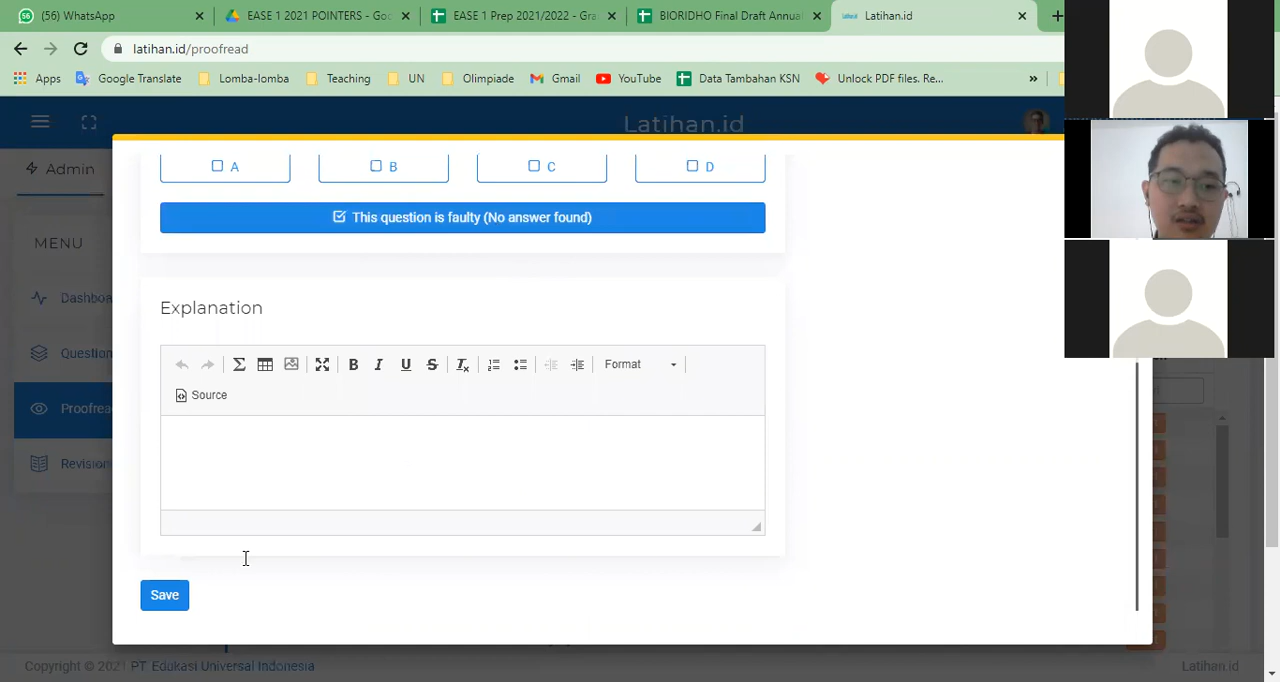 (56) WhatsApp
EASE 1 2021 POINTERS - Goo
EASE 1 Prep 2021/2022 - Gra
BIORIDHO Final Draft Annua
Latihan.id
latihan.id/proofread
Apps
Google Translate
Lomba-lomba
Teaching
UN
Olimpiade
Gmail
YouTube
Data Tambahan KSN
Unlock PDF files. Re...
»
Latihan.id
Admin
A
B
C
D
This question is faulty (No answer found)
MENU
Dashboa
Question
Proofrea
Revision
Explanation
B I U S
Format
Source
Save
Copyright © 2021 PT. Edukasi Universal Indonesia
Latihan.id